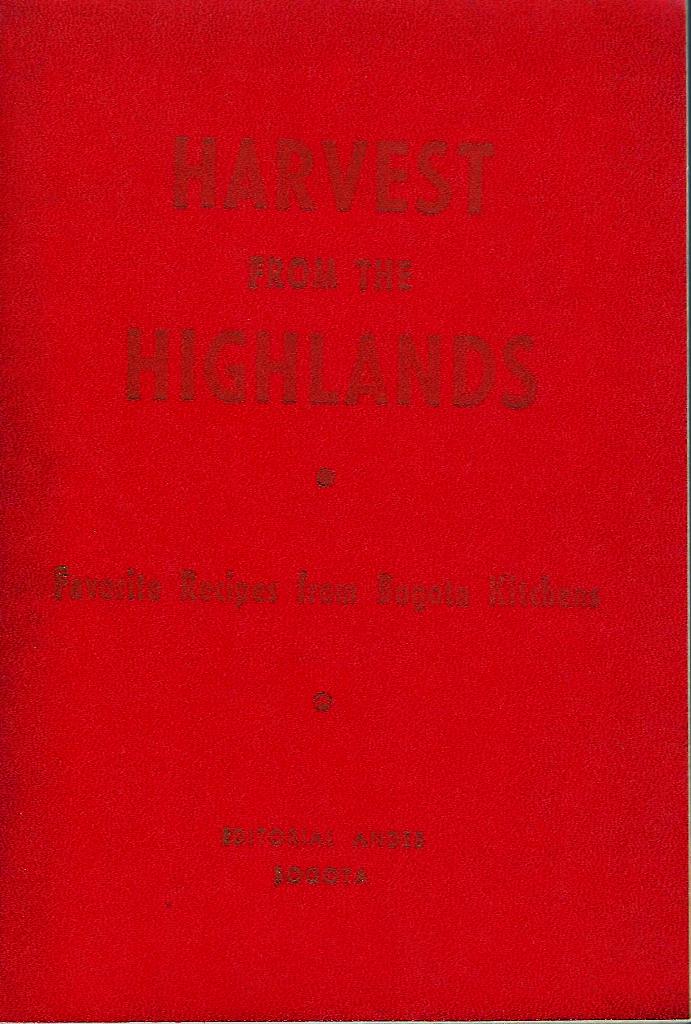 HARVEST
FROM THE
HIGHLANDS
Favorite Recipes from Bogota Kitchens
EDITORIAL ANDES
BOGOTA